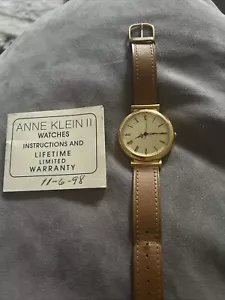 ANNE KLEIN II
WATCHES
INSTRUCTIONS AND
LIFETIME
LIMITED
WARRANTY
11-6-98